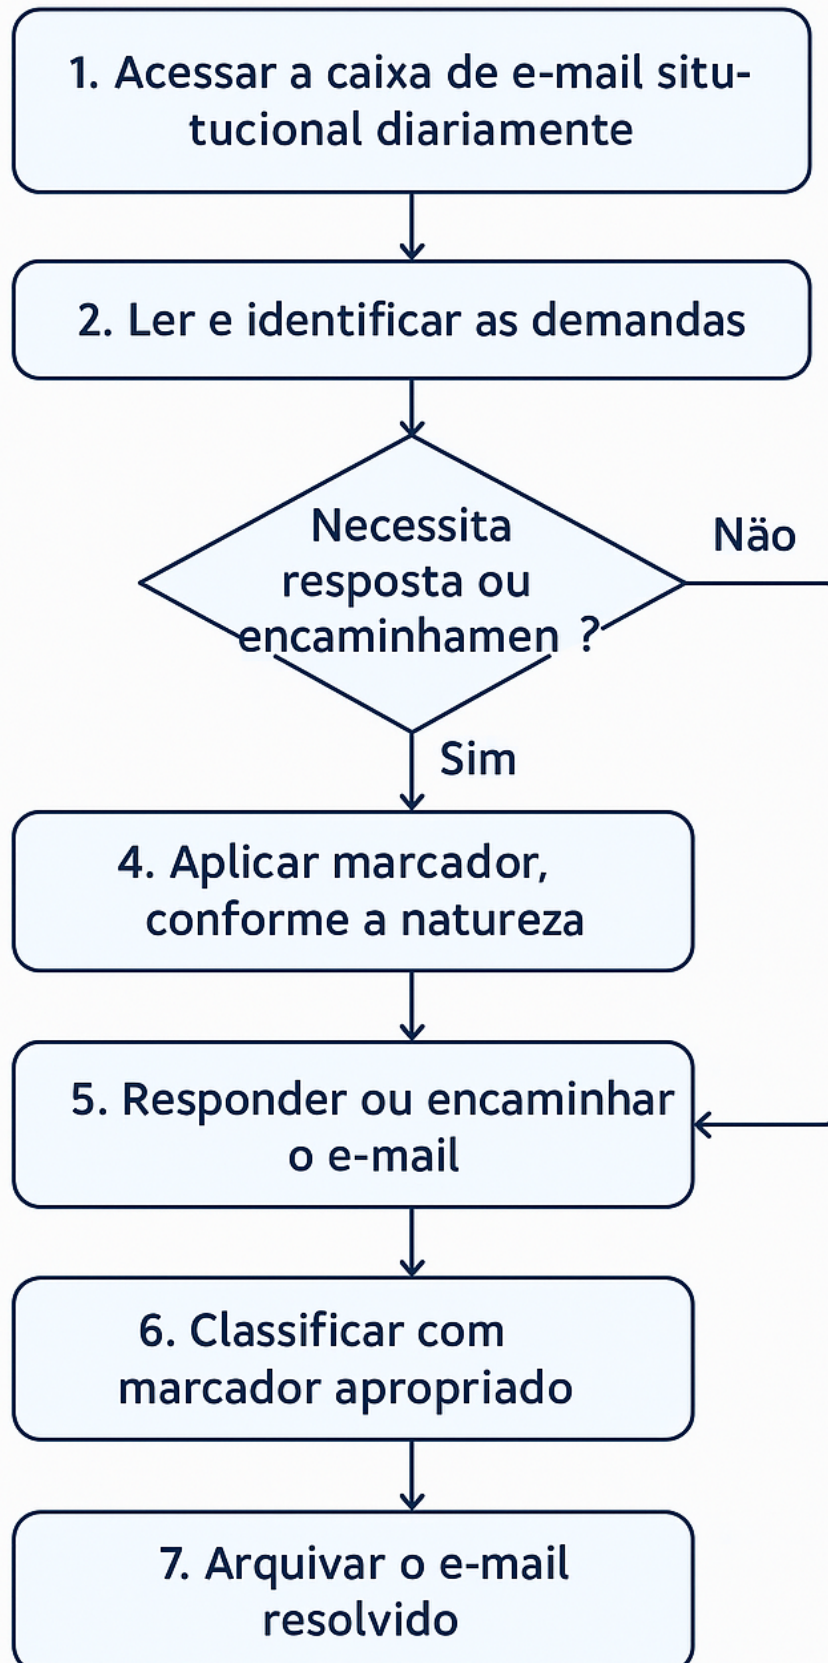 1. Acessar a caixa de e-mail situ-
tucional diariamente
2. Ler e identificar as demandas
Necessita
resposta ou
encaminhamen ?
Näo
Sim
4. Aplicar marcador,
conforme a natureza
5. Responder ou encaminhar
o e-mail
6. Classificar com
marcador apropriado
7. Arquivar o e-mail
resolvido